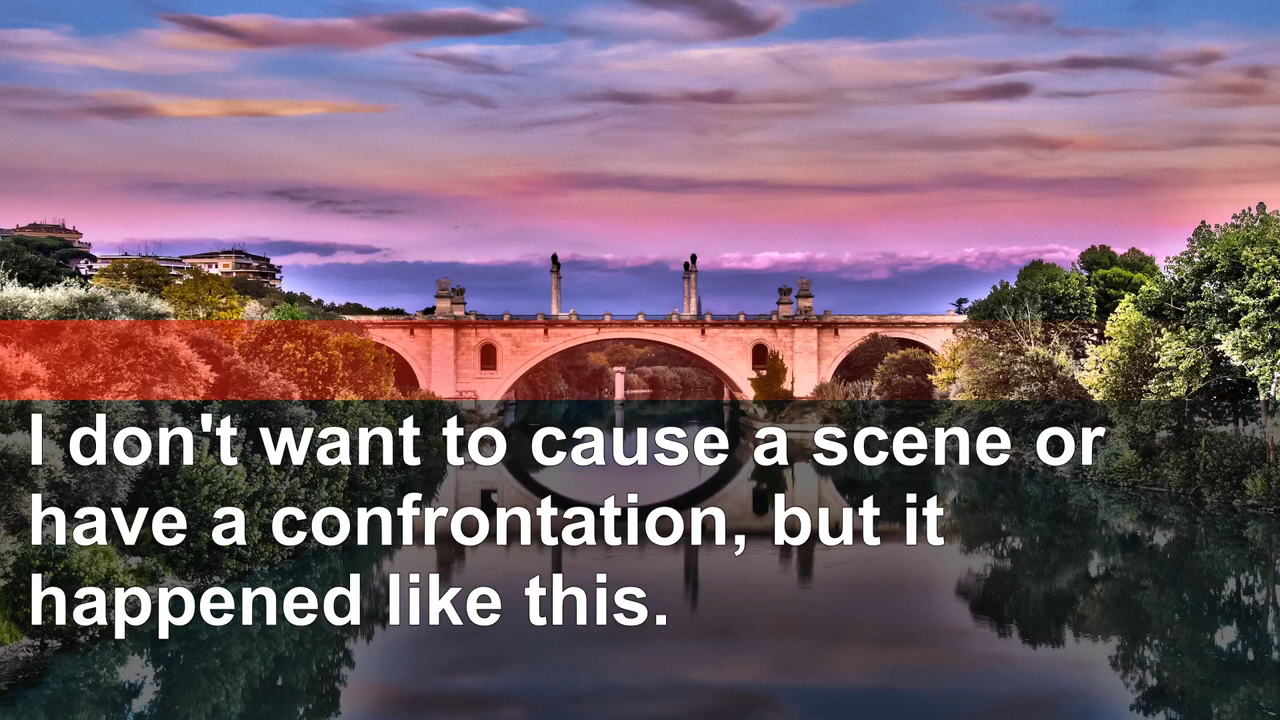 I don't want to cause a scene or
have a confrontation, but it
happened like this.